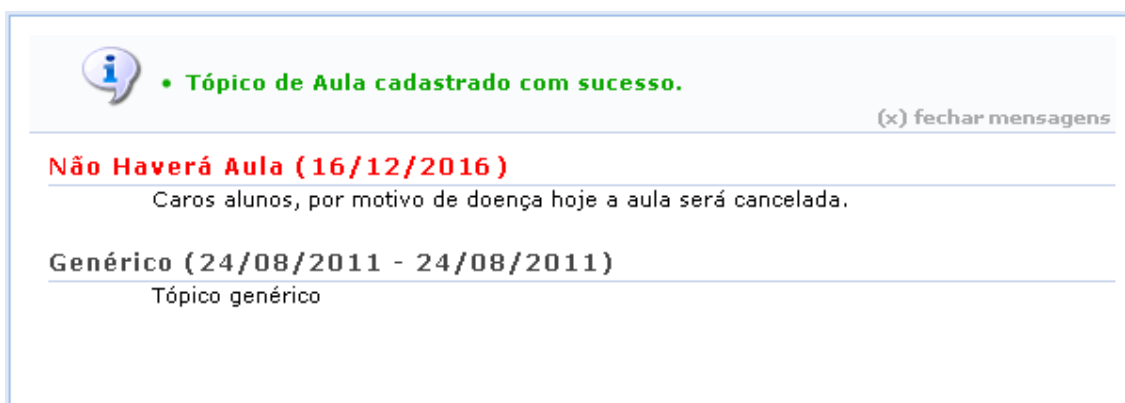 • Tópico de Aula cadastrado com sucesso.
(x) fechar mensagens
Não Haverá Aula (16/12/2016)
Caros alunos, por motivo de doença hoje a aula será cancelada.
Genérico (24/08/2011 - 24/08/2011)
Tópico genérico